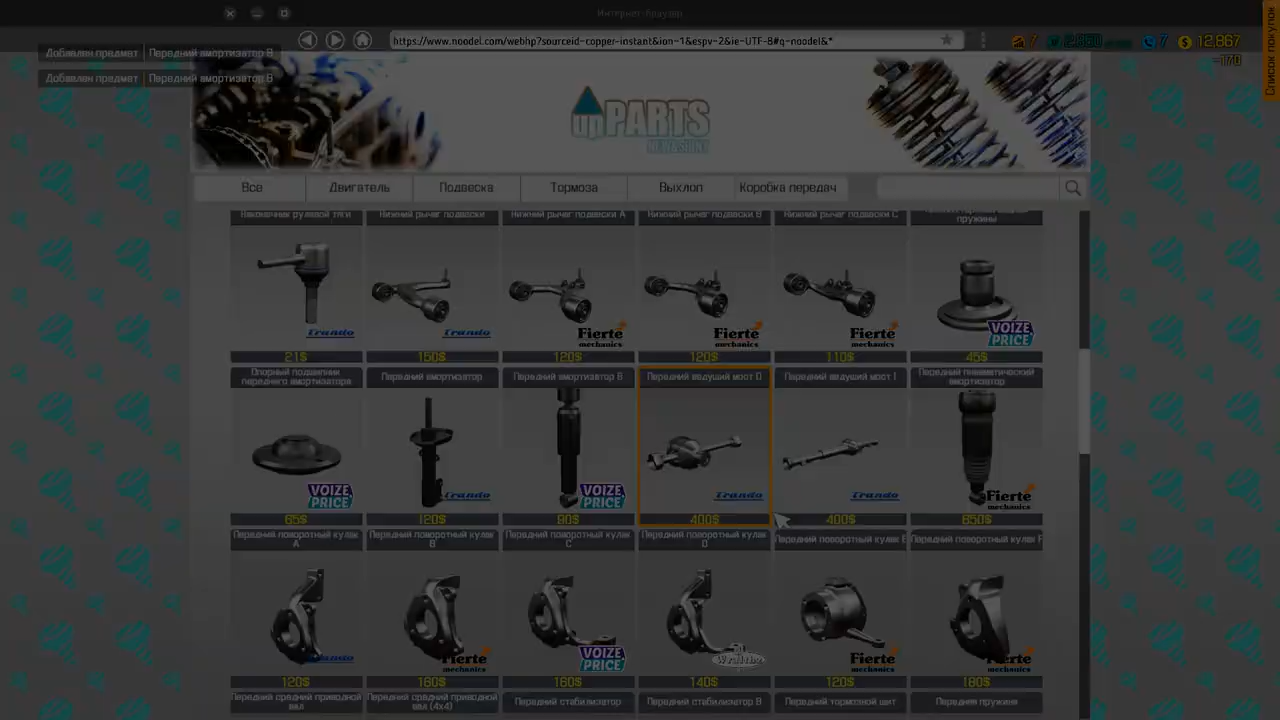 Интернет-браузер
https://www.noodel.com/webhp?sourceid-copper-instant&ion-1&espv-2&ie-UTF-8#q-noodel&*
7
2,850
7
12,867
-170
Список покупок
Добавлен предмет Передний амортизатор B
Добавлен предмет Передний амортизатор B
upPARTS
NEW&SHINY
Все Двигатель Подвеска Тормоза Выхлоп Коробка передач
Наконечник рулевой тяги Нижний рычаг подвески Нижний рычаг подвески A Нижний рычаг подвески B Нижний рычаг подвески C
пружины
Trando Trando Fierte mechanics Fierte mechanics Fierte mechanics VOIZE PRICE
21$ 150$ 120$ 120$ 110$ 45$
Опорный подшипник переднего амортизатора Передний амортизатор Передний амортизатор B Передний ведущий мост D Передний ведущий мост I Передний пневматический амортизатор
VOIZE PRICE Trando VOIZE PRICE Trando Trando Fierte mechanics
65$ 120$ 90$ 400$ 400$ 650$
Передний поворотный кулак A Передний поворотный кулак B Передний поворотный кулак C Передний поворотный кулак D Передний поворотный кулак E Передний поворотный кулак F
Trando Fierte mechanics VOIZE PRICE Fierte mechanics Fierte mechanics
120$ 160$ 160$ 140$ 120$ 180$
Передний средний приводной вал Передний средний приводной вал (4x4) Передний стабилизатор Передний стабилизатор B Передний тормозной щит Передняя пружина